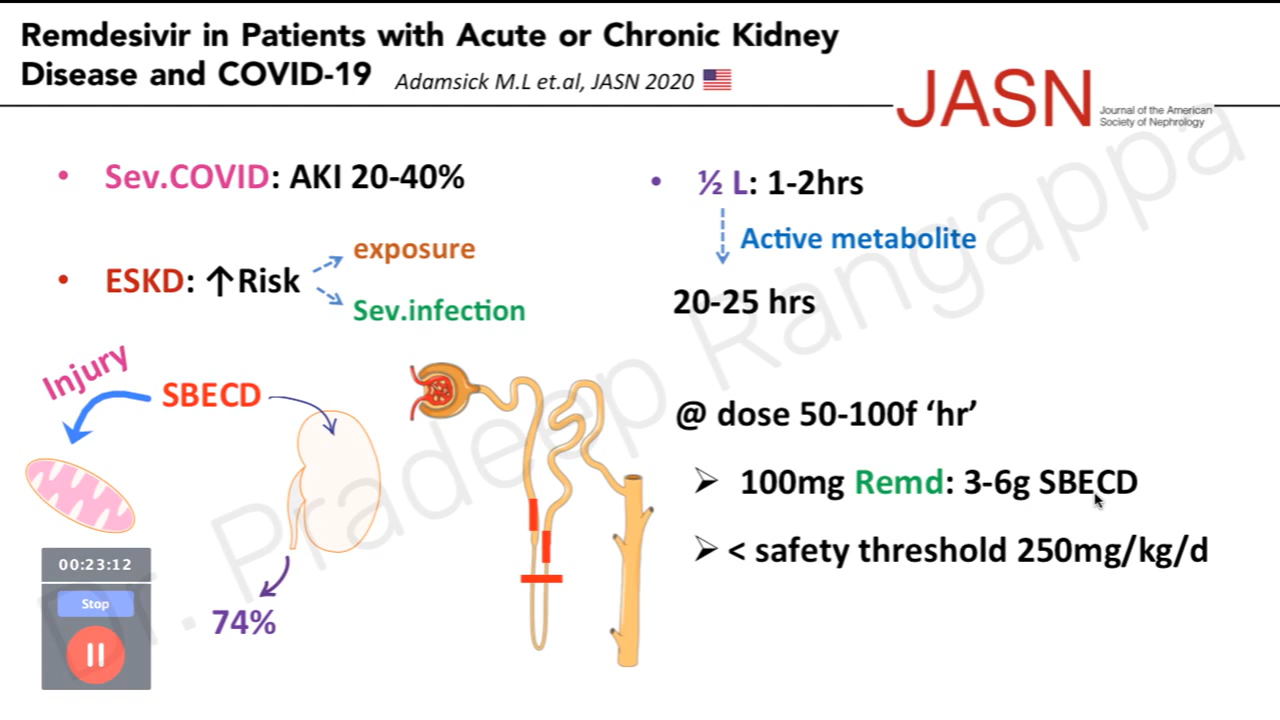 Remdesivir in Patients with Acute or Chronic Kidney
Disease and COVID-19 Adamsick M.L et.al, JASN 2020
JASN
Journal of the American
Society of Nephrology
• Sev.COVID: AKI 20-40%
exposure
• ESKD: ↑Risk
Sev.infection
Injury
SBECD
74%
00:23:12
Stop
• ½ L: 1-2hrs
Active metabolite
20-25 hrs
@ dose 50-100f ‘hr’
➢ 100mg Remd: 3-6g SBECD
➢ < safety threshold 250mg/kg/d
Dr. Pradeep Rangappa